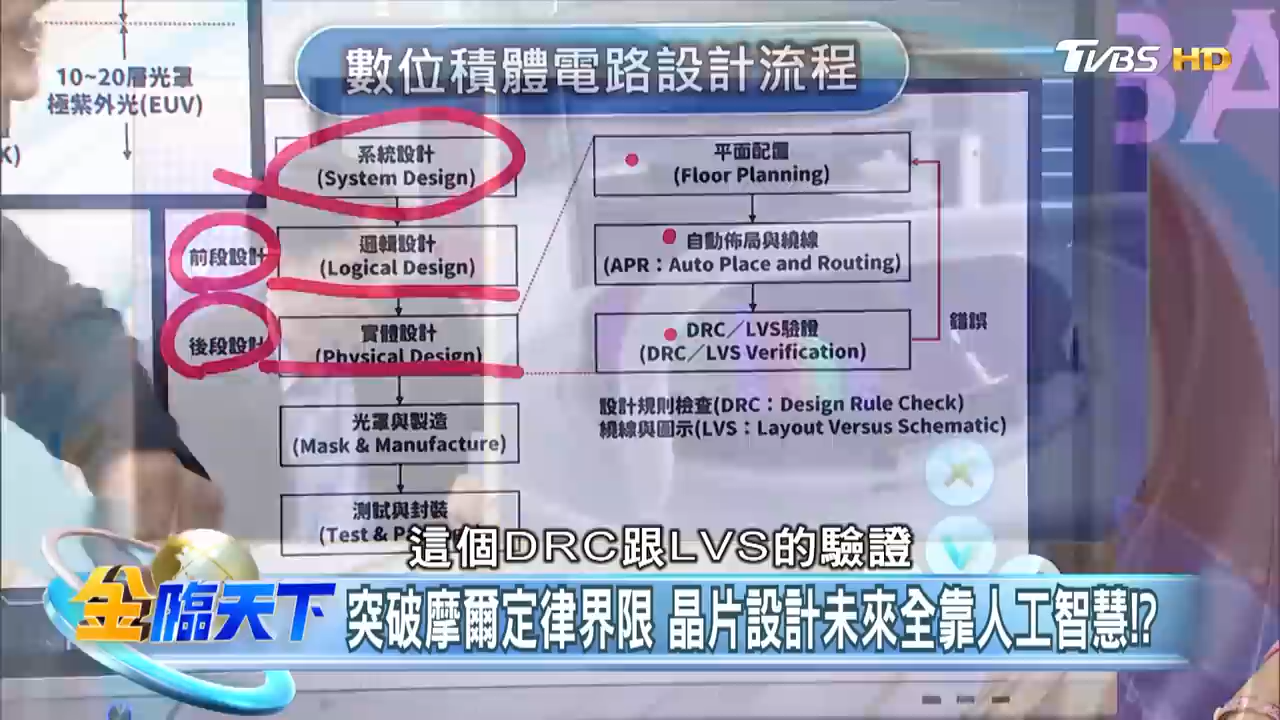 數位積體電路設計流程
TVBS HD
BA
10~20層光罩
極紫外光(EUV)
K)
系統設計
(System Design)
前段設計
邏輯設計
(Logical Design)
後段設計
實體設計
(Physical Design)
光罩與製造
(Mask & Manufacture)
測試與封裝
(Test & P
平面配置
(Floor Planning)
自動佈局與繞線
(APR：Auto Place and Routing)
DRC／LVS驗證
(DRC／LVS Verification)
錯誤
設計規則檢查(DRC：Design Rule Check)
繞線與圖示(LVS：Layout Versus Schematic)
這個DRC跟LVS的驗證
金臨天下
突破摩爾定律界限 晶片設計未來全靠人工智慧!?